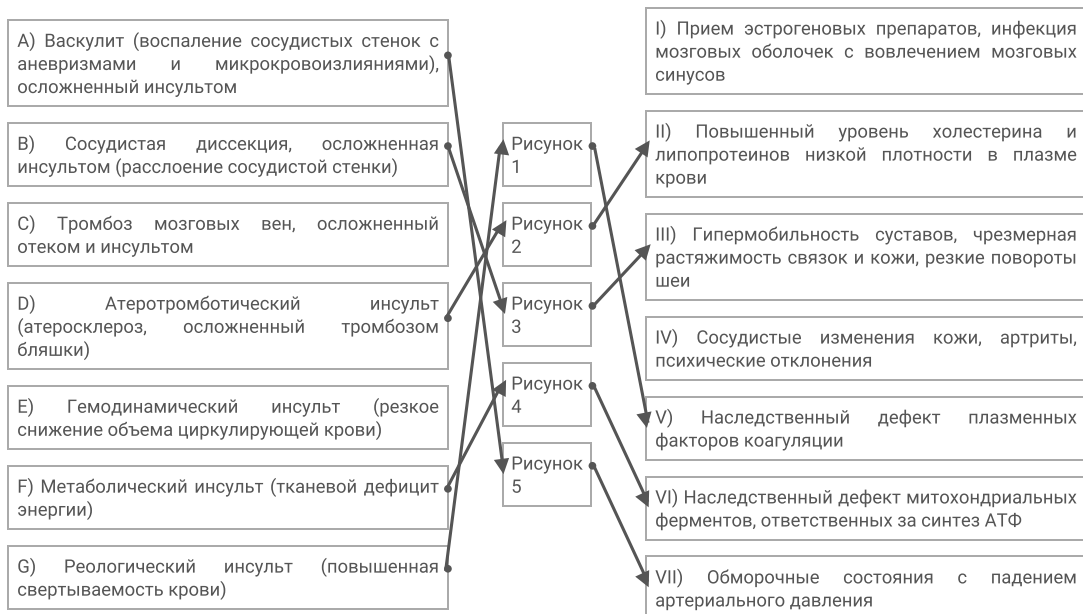 A) Васкулит (воспаление сосудистых стенок с
аневризмами и микрокровоизлияниями),
осложненный инсультом
B) Сосудистая диссекция, осложненная
инсультом (расслоение сосудистой стенки)
C) Тромбоз мозговых вен, осложненный
отеком и инсультом
D) Атеротромботический инсульт
(атеросклероз, осложненный тромбозом
бляшки)
E) Гемодинамический инсульт (резкое
снижение объема циркулирующей крови)
F) Метаболический инсульт (тканевой дефицит
энергии)
G) Реологический инсульт (повышенная
свертываемость крови)
Рисунок
1
Рисунок
2
Рисунок
3
Рисунок
4
Рисунок
5
I) Прием эстрогеновых препаратов, инфекция
мозговых оболочек с вовлечением мозговых
синусов
II) Повышенный уровень холестерина и
липопротеинов низкой плотности в плазме
крови
III) Гипермобильность суставов, чрезмерная
растяжимость связок и кожи, резкие повороты
шеи
IV) Сосудистые изменения кожи, артриты,
психические отклонения
V) Наследственный дефект плазменных
факторов коагуляции
VI) Наследственный дефект митохондриальных
ферментов, ответственных за синтез АТФ
VII) Обморочные состояния с падением
артериального давления